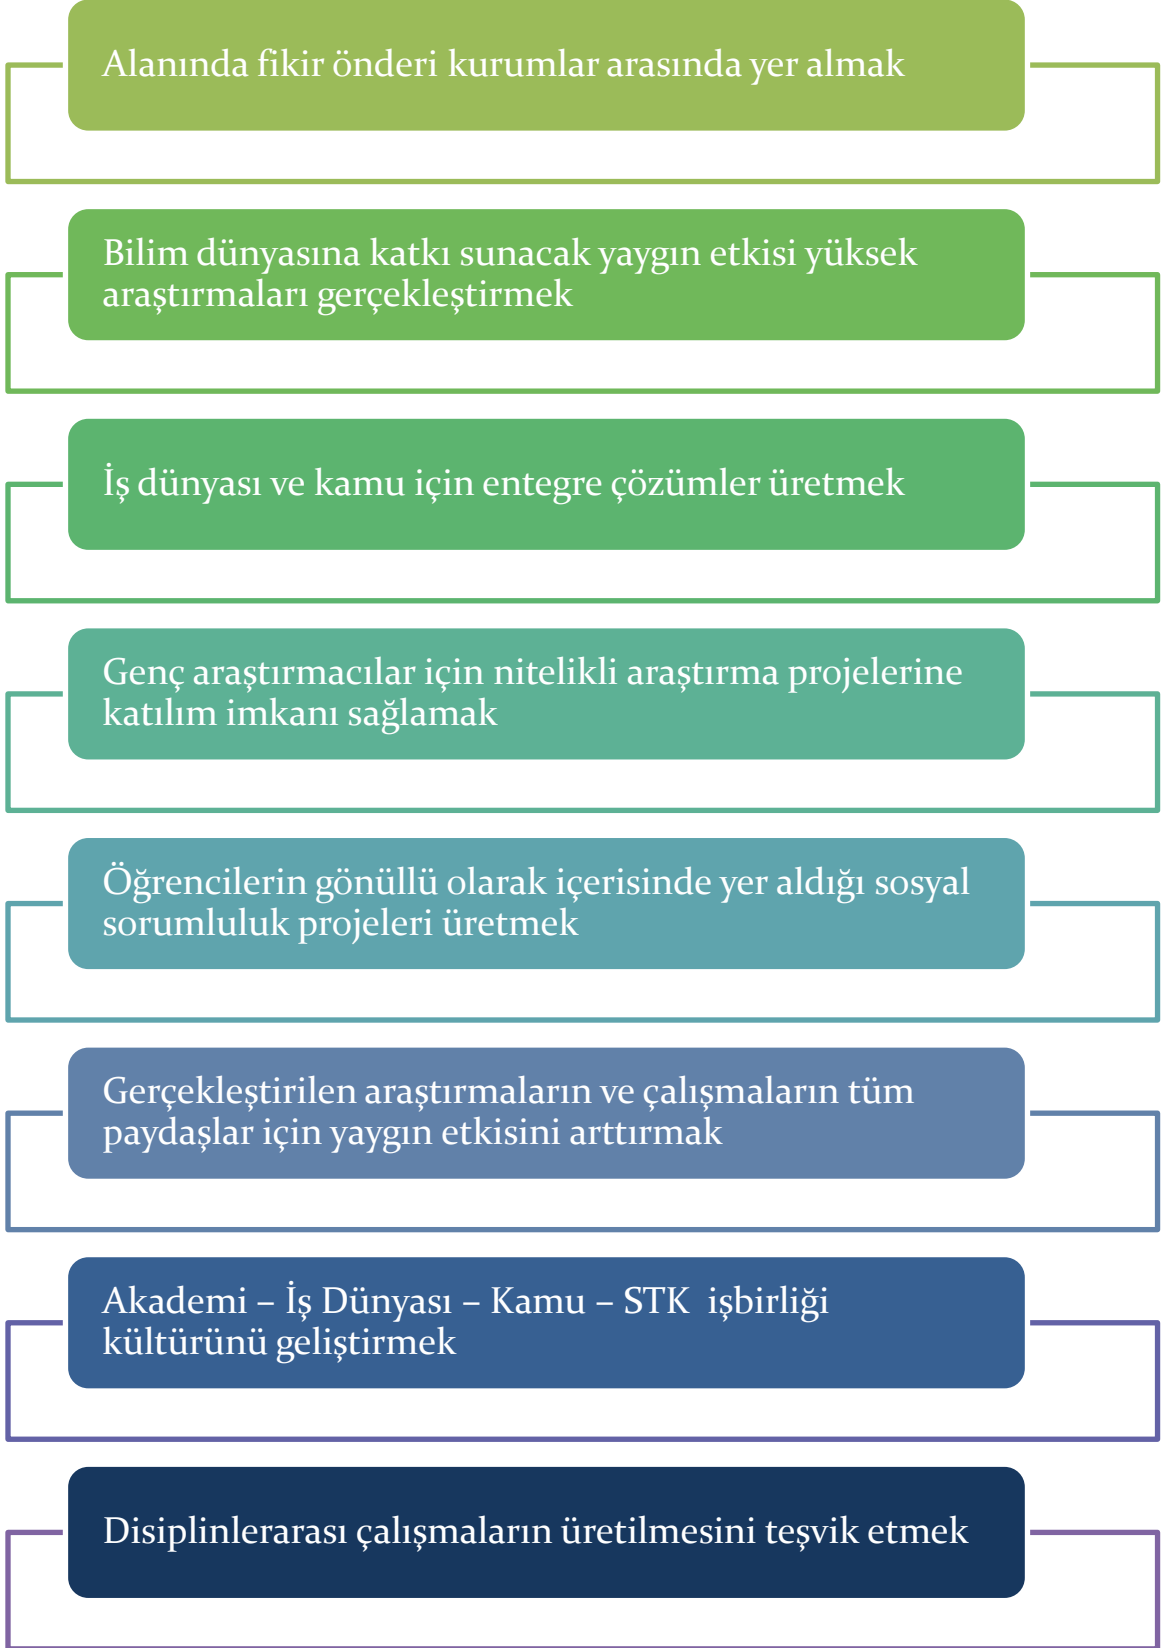 Alanında fikir önderi kurumlar arasında yer almak
Bilim dünyasına katkı sunacak yaygın etkisi yüksek
araştırmaları gerçekleştirmek
İş dünyası ve kamu için entegre çözümler üretmek
Genç araştırmacılar için nitelikli araştırma projelerine
katılım imkanı sağlamak
Öğrencilerin gönüllü olarak içerisinde yer aldığı sosyal
sorumluluk projeleri üretmek
Gerçekleştirilen araştırmaların ve çalışmaların tüm
paydaşlar için yaygın etkisini arttırmak
Akademi – İş Dünyası – Kamu – STK  işbirliği
kültürünü geliştirmek
Disiplinlerarası çalışmaların üretilmesini teşvik etmek